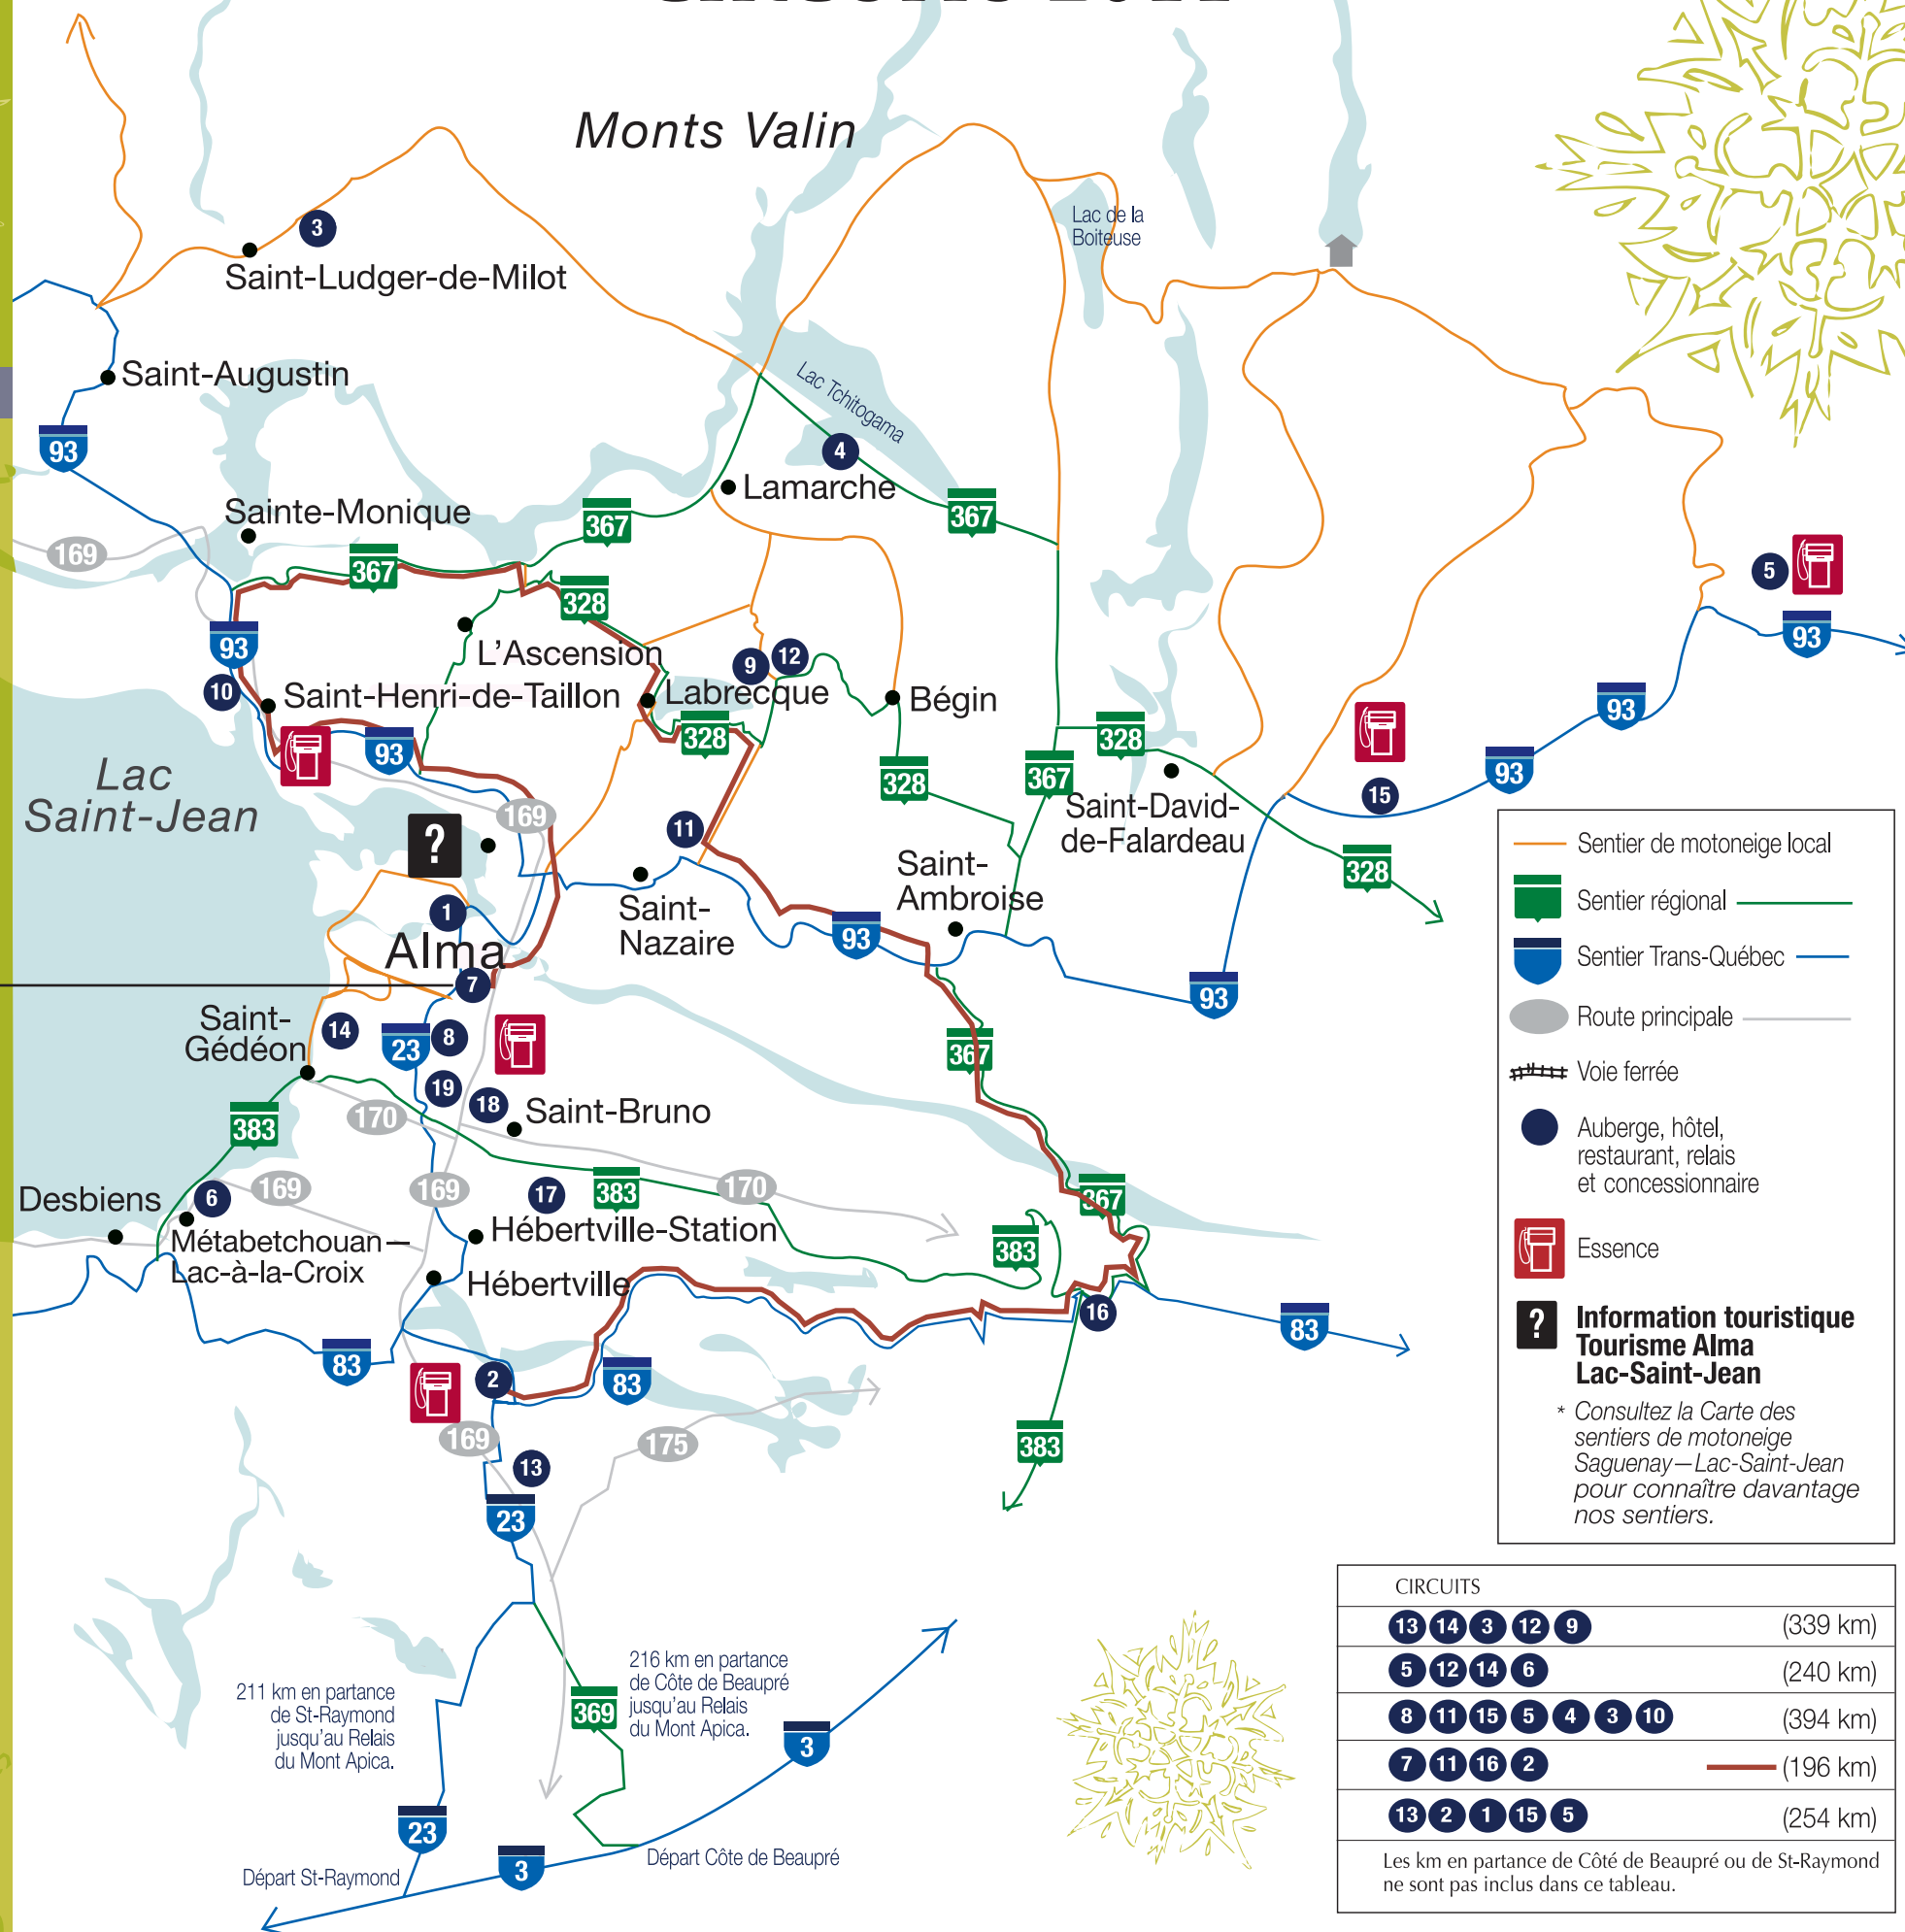 Monts Valin
Lac de la
Boiteuse
3
Saint-Ludger-de-Milot
Saint-Augustin
Lac Tchitogama
93
4
Lamarche
Sainte-Monique
367
367
169
367
5
328
93
93
L'Ascension
9
12
10
Saint-Henri-de-Taillon
Labrecque
Bégin
93
328
328
93
93
367
328
Lac
Saint-Jean
Saint-David-
de-Falardeau
15
169
11
?
Saint-
Ambroise
328
Saint-
Nazaire
1
93
Alma
7
93
Saint-
Gédéon
14
23
8
367
19
18
Saint-Bruno
383
170
169
169
17
383
170
367
Desbiens
6
Métabetchouan—
Lac-à-la-Croix
Hébertville-Station
383
Hébertville
16
83
83
2
83
169
175
383
13
23
211 km en partance
de St-Raymond
jusqu'au Relais
du Mont Apica.
216 km en partance
de Côte de Beaupré
jusqu'au Relais
du Mont Apica.
369
3
23
Départ St-Raymond
3
Départ Côte de Beaupré
Sentier de motoneige local
Sentier régional
Sentier Trans-Québec
Route principale
Voie ferrée
Auberge, hôtel,
restaurant, relais
et concessionnaire
Essence
? Information touristique
Tourisme Alma
Lac-Saint-Jean
* Consultez la Carte des
sentiers de motoneige
Saguenay—Lac-Saint-Jean
pour connaître davantage
nos sentiers.
CIRCUITS
13 14 3 12 9 (339 km)
5 12 14 6 (240 km)
8 11 15 5 4 3 10 (394 km)
7 11 16 2 (196 km)
13 2 1 15 5 (254 km)
Les km en partance de Côté de Beaupré ou de St-Raymond
ne sont pas inclus dans ce tableau.